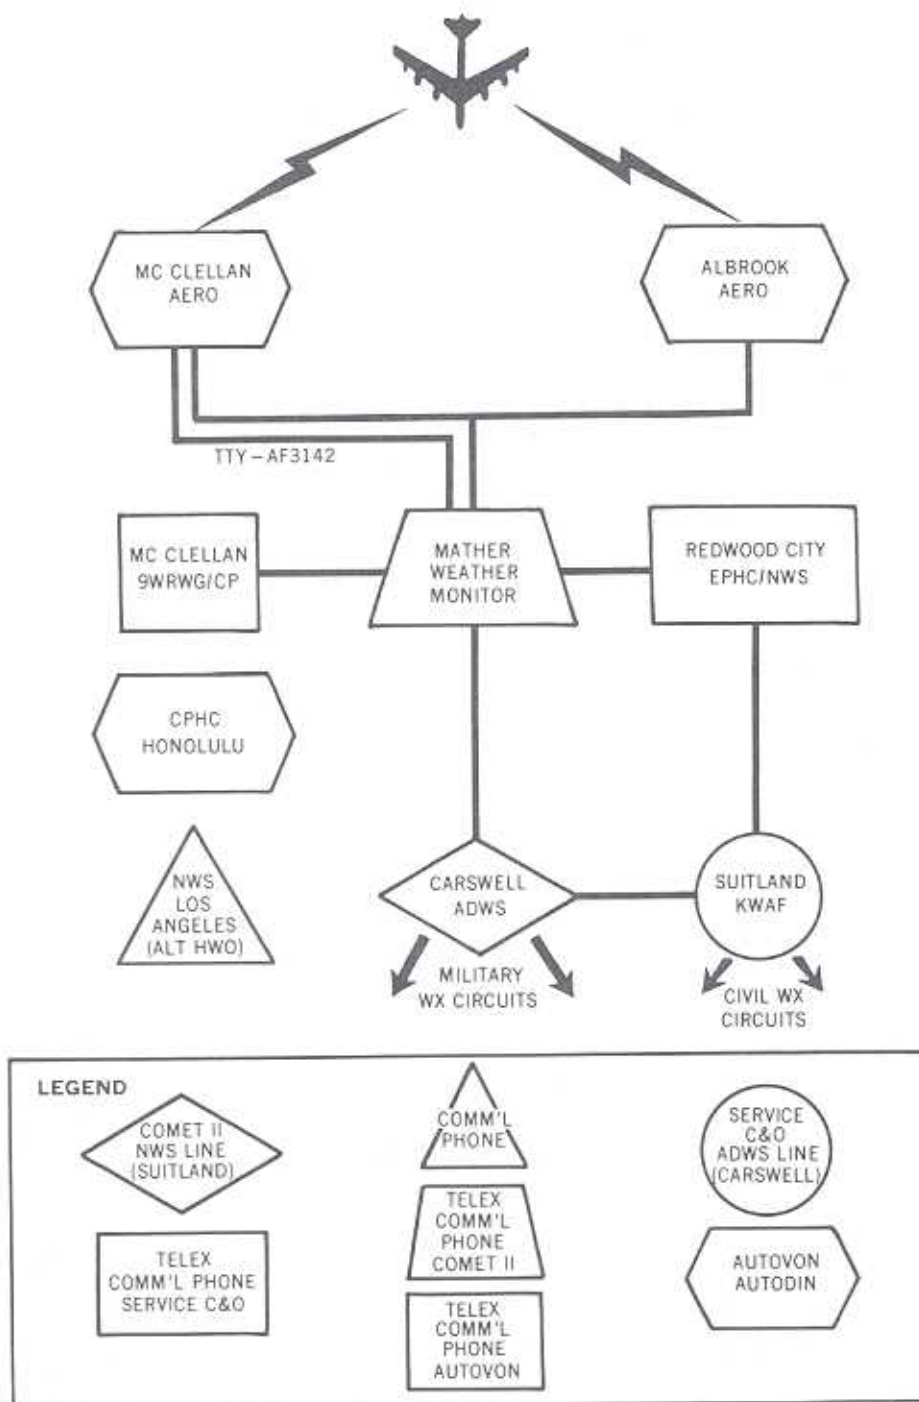 MC CLELLAN
AERO
ALBROOK
AERO
TTY-AF3142
MC CLELLAN
9WRWG/CP
MATHER
WEATHER
MONITOR
REDWOOD CITY
EPHC/NWS
CPHC
HONOLULU
NWS
LOS
ANGELES
(ALT HWO)
CARSWELL
ADWS
SUITLAND
KWAF
MILITARY
WX CIRCUITS
CIVIL WX
CIRCUITS
LEGEND
COMET II
NWS LINE
(SUITLAND)
COMM'L
PHONE
SERVICE
C&O
ADWS LINE
(CARSWELL)
TELEX
COMM'L PHONE
SERVICE C&O
TELEX
COMM'L
PHONE
COMET II
AUTOVON
AUTODIN
TELEX
COMM'L
PHONE
AUTOVON